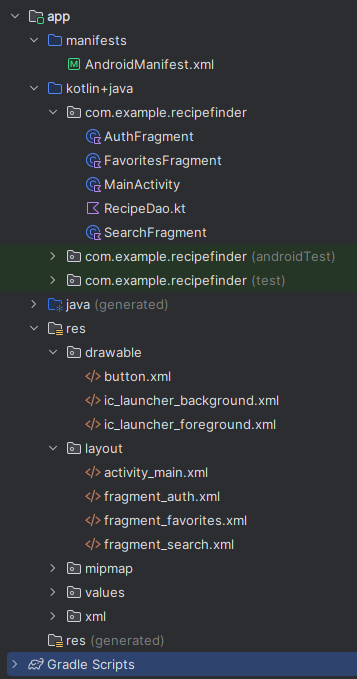 app
manifests
AndroidManifest.xml
kotlin+java
com.example.recipefinder
AuthFragment
FavoritesFragment
MainActivity
RecipeDao.kt
SearchFragment
com.example.recipefinder (androidTest)
com.example.recipefinder (test)
java (generated)
res
drawable
button.xml
ic_launcher_background.xml
ic_launcher_foreground.xml
layout
activity_main.xml
fragment_auth.xml
fragment_favorites.xml
fragment_search.xml
mipmap
values
xml
res (generated)
Gradle Scripts